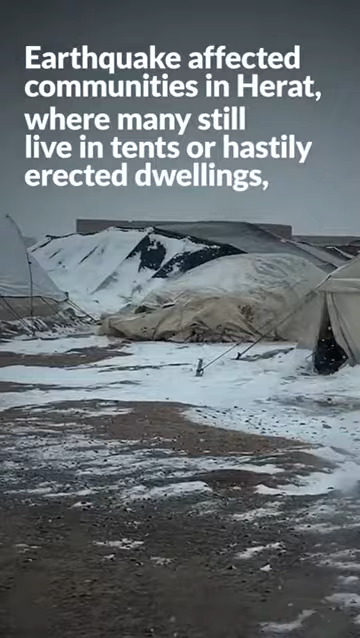 Earthquake affected
communities in Herat,
where many still
live in tents or hastily
erected dwellings,